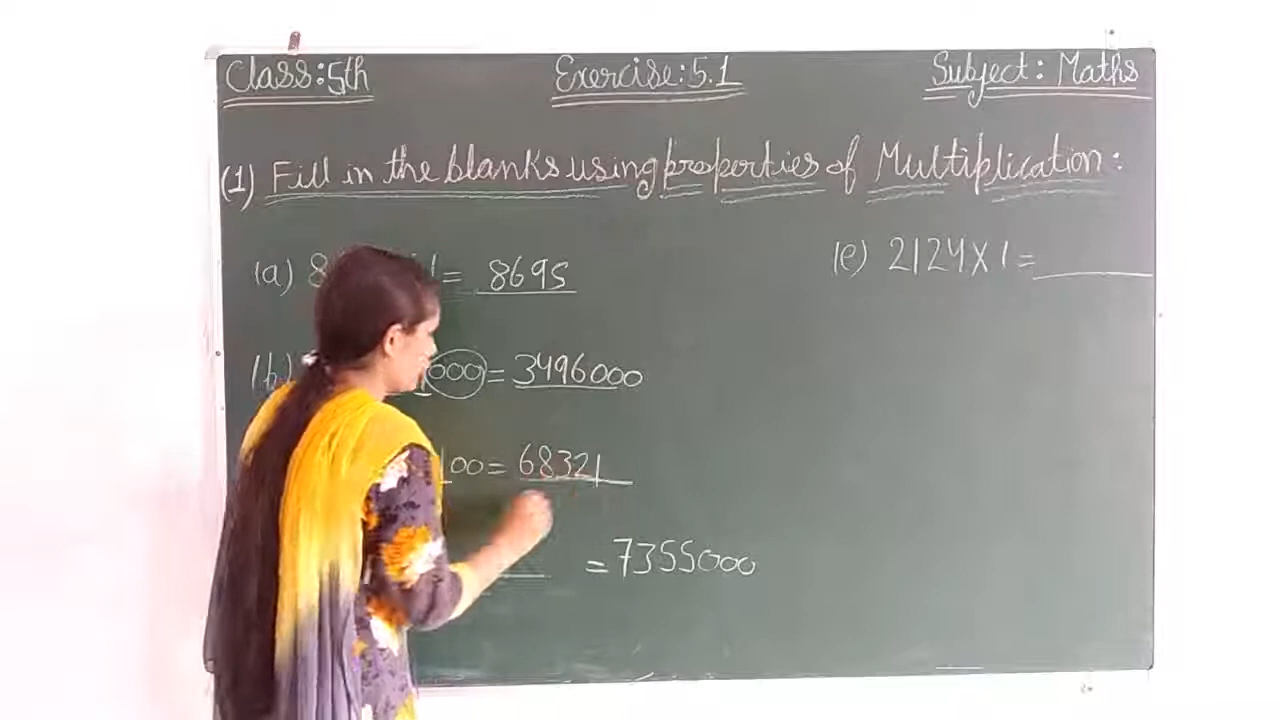 Class:5th
Exercise:5.1
Subject: Maths
(1) Fill in the blanks using properties of Multiplication:
(a) 8 = 8695
(b) 000 = 3496000
100 = 68321
= 7355000
(e) 2124 x 1 =